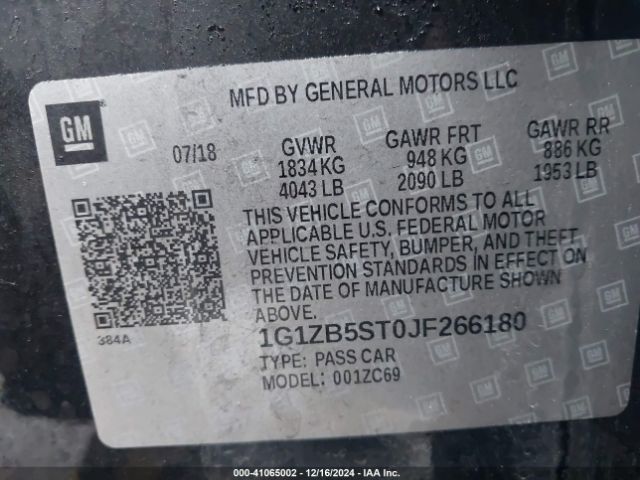 MFD BY GENERAL MOTORS LLC
GM
07/18
GVWR GAWR FRT GAWR RR
1834 KG 948 KG 886 KG
4043 LB 2090 LB 1953 LB
THIS VEHICLE CONFORMS TO ALL
APPLICABLE U.S. FEDERAL MOTOR
VEHICLE SAFETY, BUMPER, AND THEFT
PREVENTION STANDARDS IN EFFECT ON
THE DATE OF MANUFACTURE SHOWN
ABOVE.
384A
1G1ZB5ST0JF266180
TYPE: PASS CAR
MODEL: 001ZC69
000-41065002 - 12/16/2024 - IAA Inc.